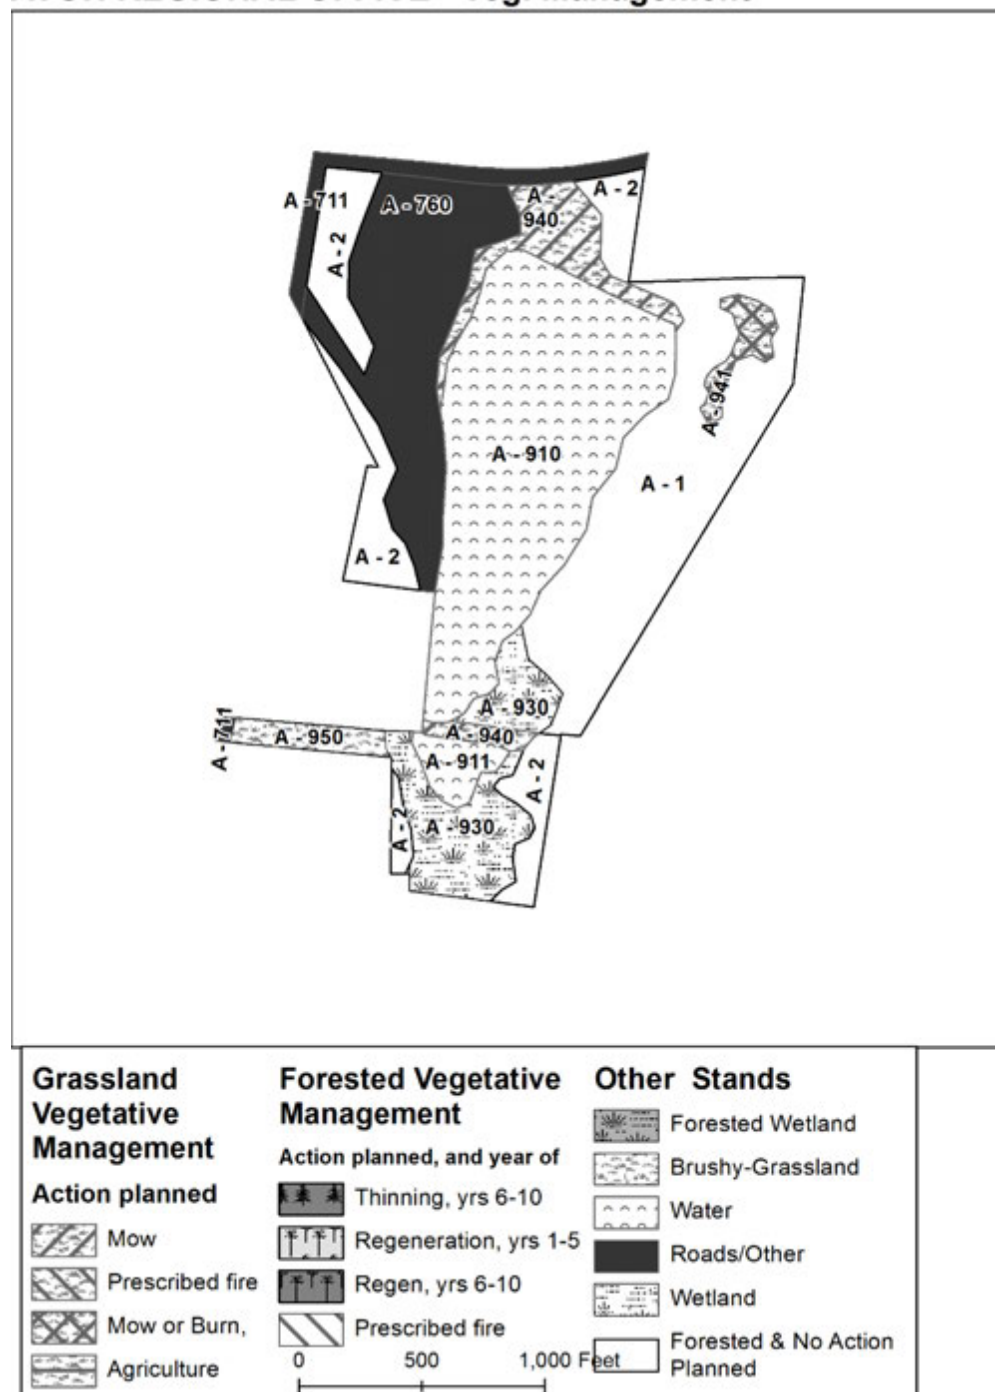 A - 711
A - 760
A -
940
A - 2
A - 2
A - 941
A - 910
A - 1
A - 2
A - 930
A - 711
A - 950
A - 940
A - 911
A - 2
A - 2
A - 930
Grassland
Vegetative
Management
Action planned
Mow
Prescribed fire
Mow or Burn,
Agriculture
Forested Vegetative
Management
Action planned, and year of
Thinning, yrs 6-10
Regeneration, yrs 1-5
Regen, yrs 6-10
Prescribed fire
0 500 1,000 Feet
Other Stands
Forested Wetland
Brushy-Grassland
Water
Roads/Other
Wetland
Forested & No Action
Planned